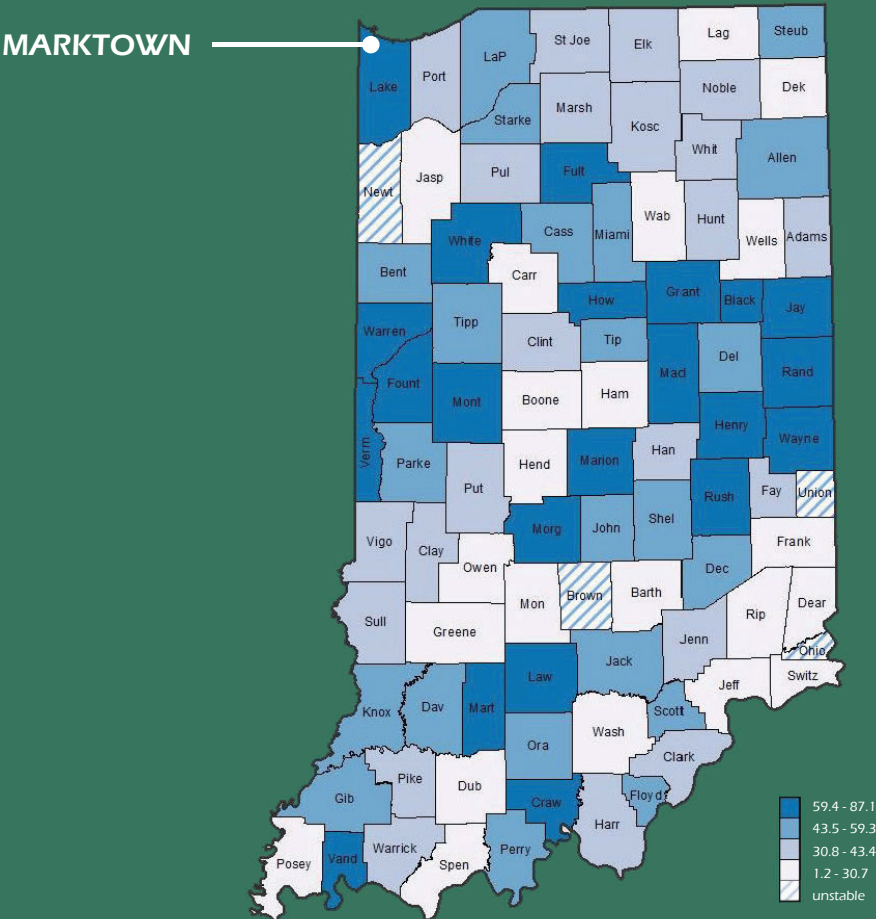 MARKTOWN
Lake
Port
LaP
St Joe
Elk
Lag
Steub
Starke
Marsh
Kosc
Noble
Dek
Whit
Allen
Newt
Jasp
Pul
Fult
Wab
Hunt
Wells
Adams
White
Cass
Miami
Bent
Carr
How
Grant
Black
Jay
Warren
Tipp
Clint
Tip
Mad
Del
Rand
Fount
Mont
Boone
Ham
Henry
Wayne
Verm
Parke
Put
Hend
Marion
Han
Rush
Fay
Union
Vigo
Clay
Morg
John
Shel
Frank
Owen
Dec
Sull
Greene
Mon
Brown
Barth
Rip
Dear
Jenn
Ohio
Knox
Dav
Mart
Law
Jack
Jeff
Switz
Ora
Wash
Scott
Clark
Gib
Pike
Dub
Craw
Harr
Floyd
Posey
Vand
Warrick
Spen
Perry
59.4 - 87.1
43.5 - 59.3
30.8 - 43.4
1.2 - 30.7
unstable